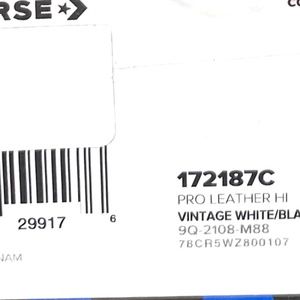 RSE
CO
172187C
PRO LEATHER HI
VINTAGE WHITE/BLA
29917 6
9Q-2108-M88
78CR5WZ800107
NAM